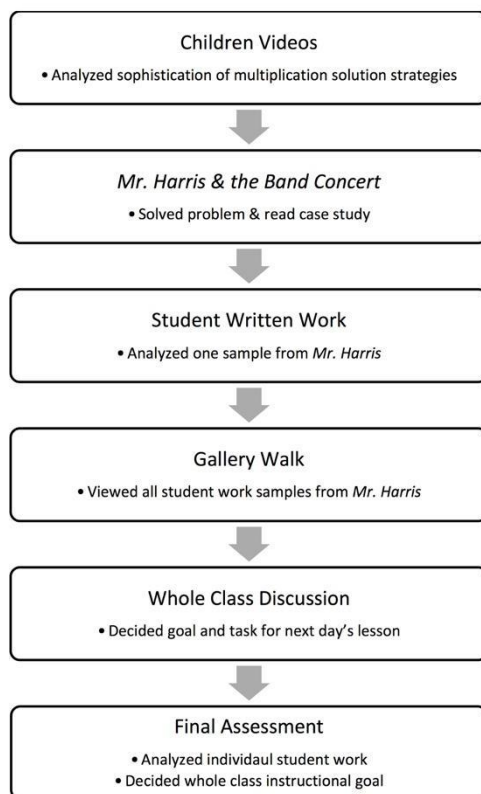 Children Videos
• Analyzed sophistication of multiplication solution strategies
Mr. Harris & the Band Concert
• Solved problem & read case study
Student Written Work
• Analyzed one sample from Mr. Harris
Gallery Walk
• Viewed all student work samples from Mr. Harris
Whole Class Discussion
• Decided goal and task for next day's lesson
Final Assessment
• Analyzed individaul student work
• Decided whole class instructional goal